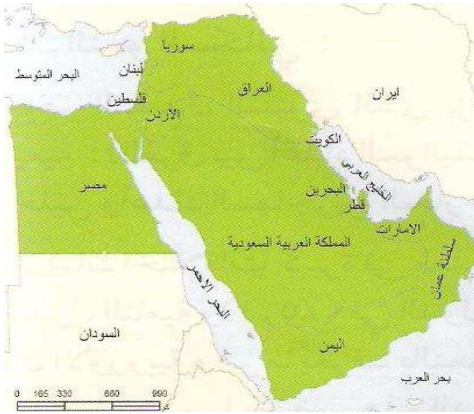 سوريا
لبنان
البحر المتوسط
فلسطين
العراق
ايران
الاردن
الكويت
الخليج العربي
مصر
البحرين
قطر
الامارات
المملكة العربية السعودية
سلطنة عمان
البحر الاحمر
السودان
اليمن
بحر العرب
0 165 330 660 990